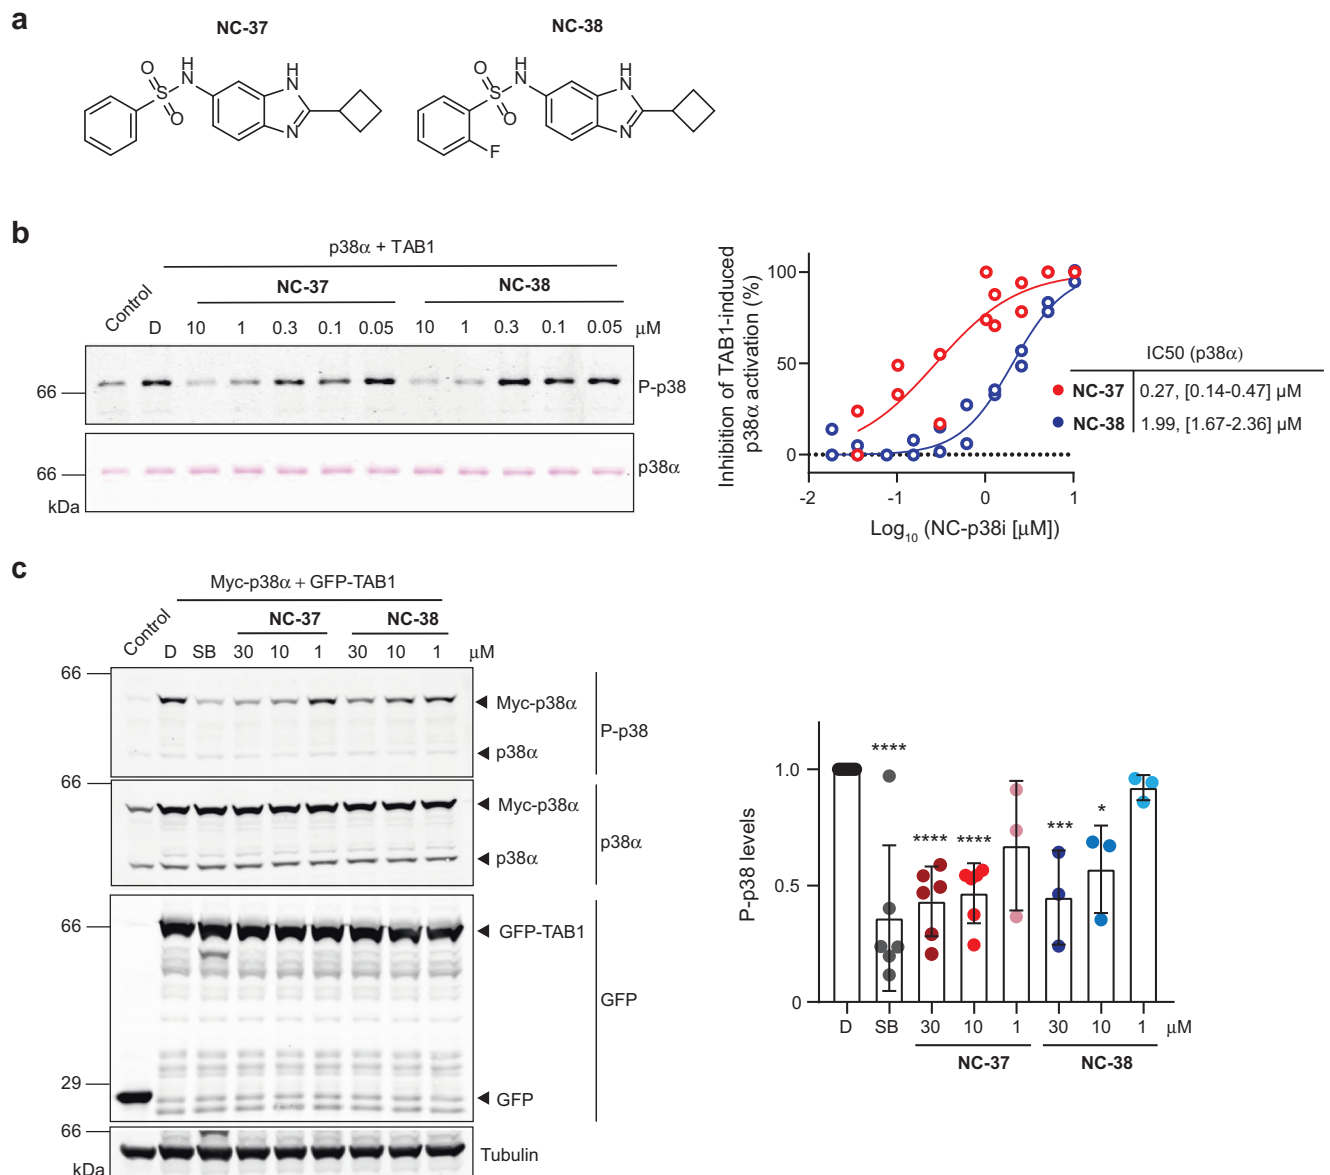 a
NC-37
NC-38
O
H
N
S
O
H
N
N
O
H
N
S
O
F
H
N
N
b
p38α + TAB1
Control
NC-37
NC-38
D 10 1 0.3 0.1 0.05 10 1 0.3 0.1 0.05 μM
66
P-p38
66
p38α
kDa
Inhibition of TAB1-induced
p38α activation (%)
100
50
0
-2 -1 0 1
Log10 (NC-p38i [μM])
IC50 (p38α)
NC-37 0.27, [0.14-0.47] μM
NC-38 1.99, [1.67-2.36] μM
c
Myc-p38α + GFP-TAB1
Control
NC-37
NC-38
D SB 30 10 1 30 10 1 μM
66
Myc-p38α
p38α
P-p38
66
Myc-p38α
p38α
p38α
66
GFP-TAB1
GFP
29
GFP
66
Tubulin
kDa
P-p38 levels
1.0
0.5
0
****
****
****
***
*
D SB 30 10 1 30 10 1 μM
NC-37
NC-38